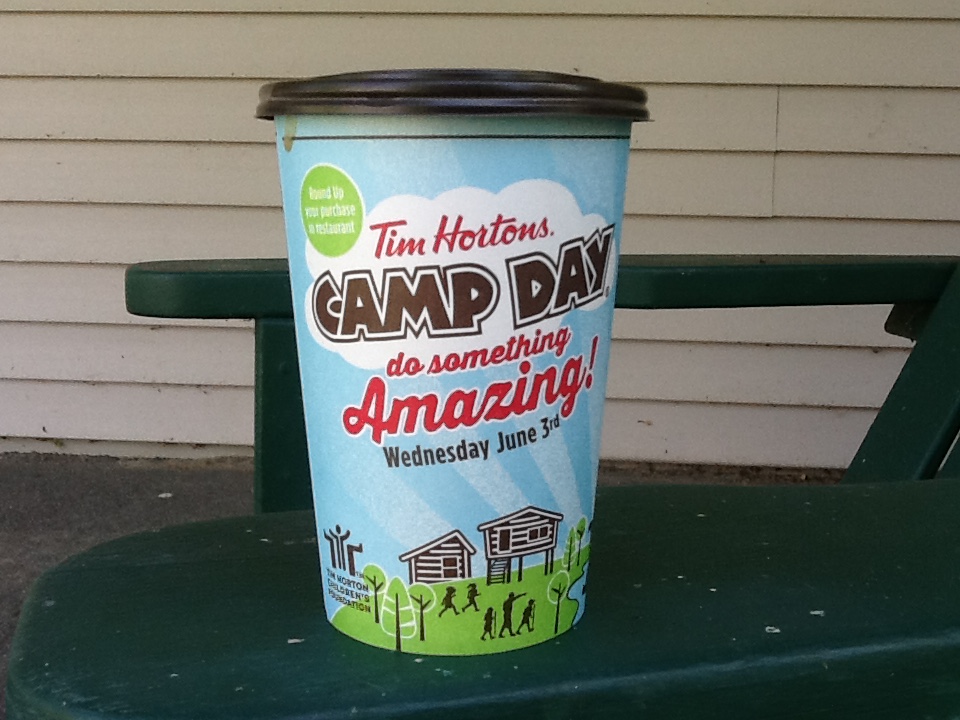 Round Up
your purchase
in restaurant
Tim Hortons.
CAMP DAY
do something
Amazing!
Wednesday June 3rd
TIM HORTON
CHILDREN'S
FOUNDATION